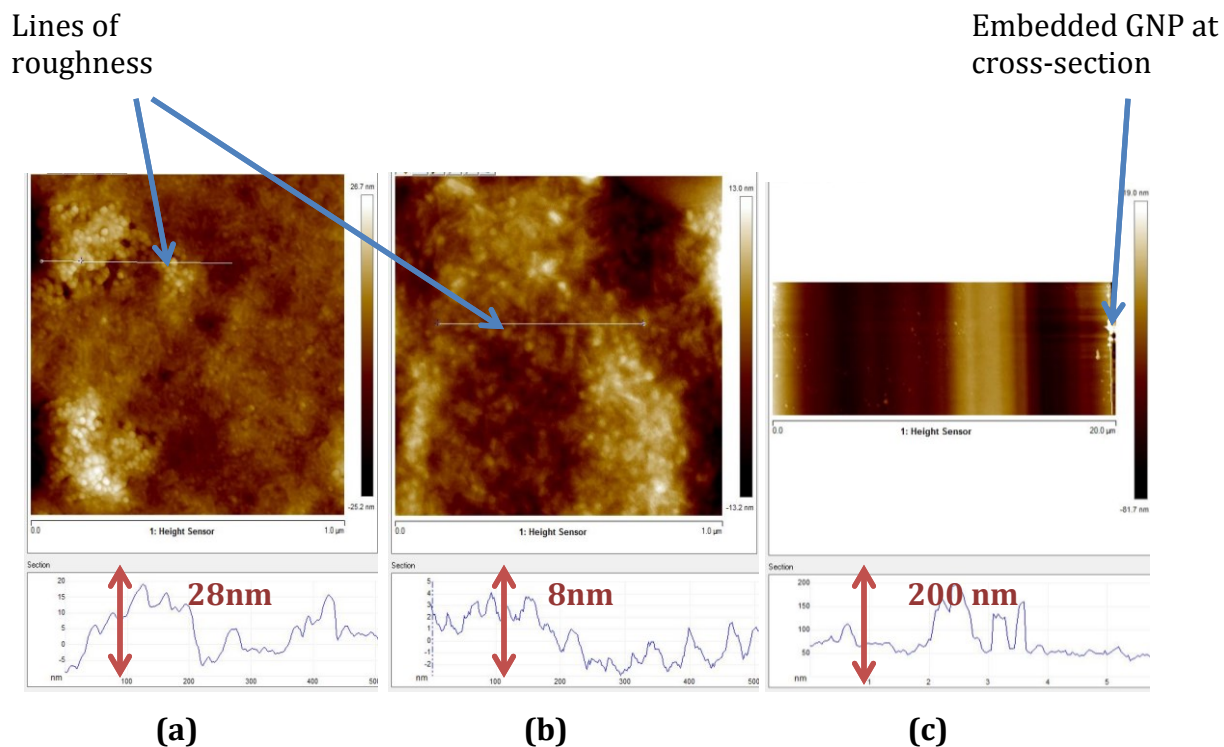 Lines of
roughness
Embedded GNP at
cross-section
26.7 nm
-25.2 nm
0.0
1: Height Sensor
1.0 µm
13.0 nm
-13.2 nm
0.0
1: Height Sensor
1.0 µm
9.0 nm
-81.7 nm
0.0
1: Height Sensor
20.0 µm
Section
20
15
10
5
0
-5
nm
100
200
300
400
500
28nm
Section
5
4
3
2
1
0
-1
-2
nm
100
200
300
400
500
8nm
Section
200
150
100
50
nm
1
2
3
4
5
200 nm
(a)
(b)
(c)